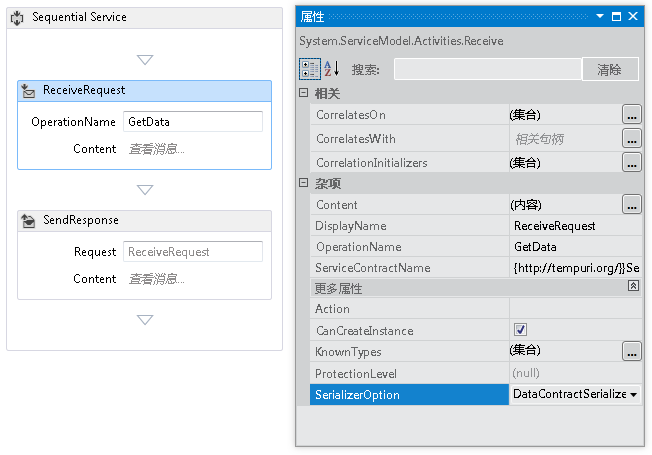 Sequential Service
ReceiveRequest
OperationName GetData
Content 查看消息...
SendResponse
Request ReceiveRequest
Content 查看消息...
属性
System.ServiceModel.Activities.Receive
搜索: 清除
相关
CorrelatesOn (集合) ...
CorrelatesWith 相关句柄 ...
CorrelationInitializers (集合) ...
杂项
Content (内容) ...
DisplayName ReceiveRequest
OperationName GetData
ServiceContractName {http://tempuri.org/}}Se
更多属性
Action
CanCreateInstance
KnownTypes (集合) ...
ProtectionLevel (null)
SerializerOption DataContractSerialize